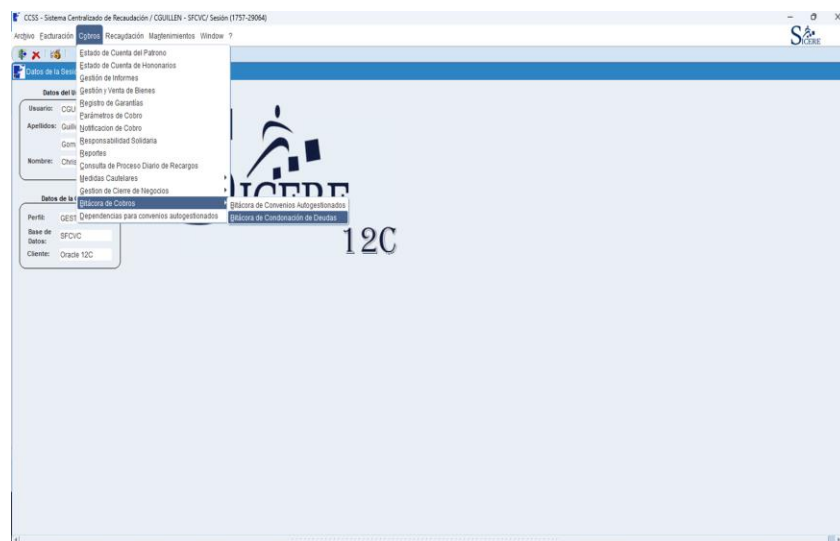 CCSS - Sistema Centralizado de Recaudación / CGUILLEN - SFCVC/ Sesión (1757-29064)
Archivo Facturación Cobros Recaudación Mantenimientos Window ?
SICERE
Datos de la Sesi
Estado de Cuenta del Patrono
Estado de Cuenta de Honorarios
Gestión de Informes
Gestión y Venta de Bienes
Registro de Garantías
Parámetros de Cobro
Notificacion de Cobro
Responsabilidad Solidaria
Reportes
Consulta de Proceso Diario de Recargos
Medidas Cautelares
Gestion de Cierre de Negocios
Bitácora de Cobros
Dependencias para convenios autogestionados
Bitácora de Convenios Autogestionados
Bitácora de Condonación de Deudas
Datos del U
Usuario: CGU
Apellidos: Guill
Gom
Nombre: Chris
Datos de la
Perfil: GEST
Base de Datos: SFCVC
Cliente: Oracle 12C
SICERE
12C